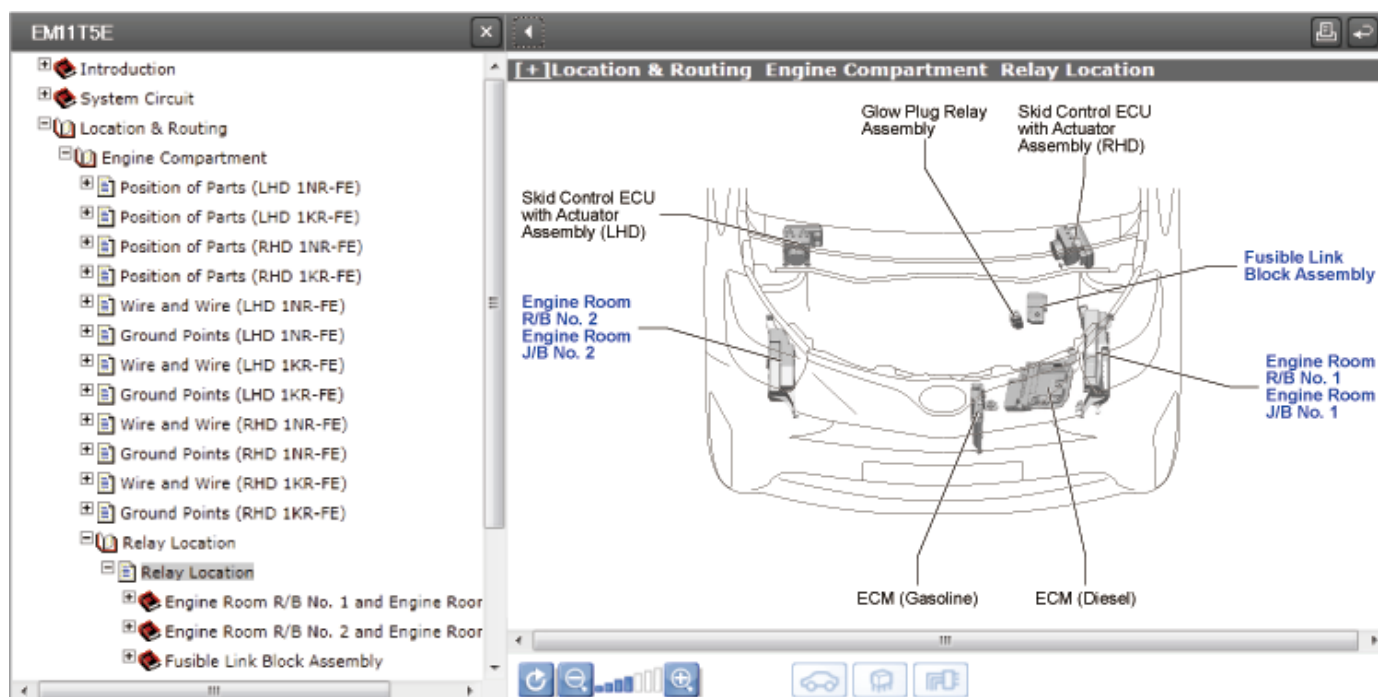 EM11T5E
Introduction
System Circuit
Location & Routing
Engine Compartment
Position of Parts (LHD 1NR-FE)
Position of Parts (LHD 1KR-FE)
Position of Parts (RHD 1NR-FE)
Position of Parts (RHD 1KR-FE)
Wire and Wire (LHD 1NR-FE)
Ground Points (LHD 1NR-FE)
Wire and Wire (LHD 1KR-FE)
Ground Points (LHD 1KR-FE)
Wire and Wire (RHD 1NR-FE)
Ground Points (RHD 1NR-FE)
Wire and Wire (RHD 1KR-FE)
Ground Points (RHD 1KR-FE)
Relay Location
Relay Location
Engine Room R/B No. 1 and Engine Roor
Engine Room R/B No. 2 and Engine Roor
Fusible Link Block Assembly
[+]Location & Routing Engine Compartment Relay Location
Glow Plug Relay
Assembly
Skid Control ECU
with Actuator
Assembly (RHD)
Skid Control ECU
with Actuator
Assembly (LHD)
Fusible Link
Block Assembly
Engine Room
R/B No. 2
Engine Room
J/B No. 2
Engine Room
R/B No. 1
Engine Room
J/B No. 1
ECM (Gasoline)
ECM (Diesel)